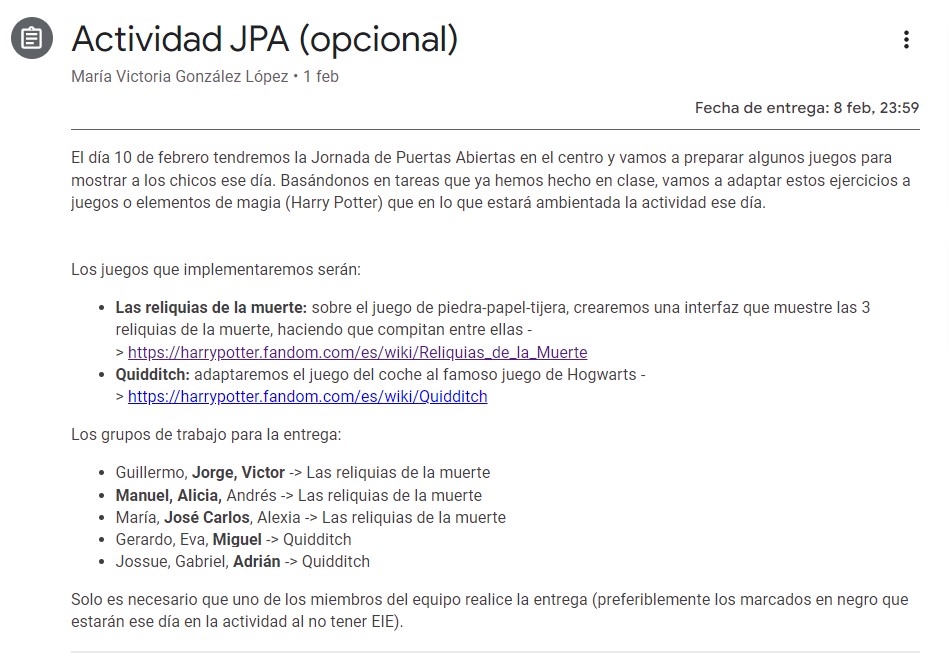 Actividad JPA (opcional)
María Victoria González López • 1 feb
Fecha de entrega: 8 feb, 23:59
El día 10 de febrero tendremos la Jornada de Puertas Abiertas en el centro y vamos a preparar algunos juegos para
mostrar a los chicos ese día. Basándonos en tareas que ya hemos hecho en clase, vamos a adaptar estos ejercicios a
juegos o elementos de magia (Harry Potter) que en lo que estará ambientada la actividad ese día.
Los juegos que implementaremos serán:
• Las reliquias de la muerte: sobre el juego de piedra-papel-tijera, crearemos una interfaz que muestre las 3
reliquias de la muerte, haciendo que compitan entre ellas -
> https://harrypotter.fandom.com/es/wiki/Reliquias_de_la_Muerte
• Quidditch: adaptaremos el juego del coche al famoso juego de Hogwarts -
> https://harrypotter.fandom.com/es/wiki/Quidditch
Los grupos de trabajo para la entrega:
• Guillermo, Jorge, Victor -> Las reliquias de la muerte
• Manuel, Alicia, Andrés -> Las reliquias de la muerte
• María, José Carlos, Alexia -> Las reliquias de la muerte
• Gerardo, Eva, Miguel -> Quidditch
• Jossue, Gabriel, Adrián -> Quidditch
Solo es necesario que uno de los miembros del equipo realice la entrega (preferiblemente los marcados en negro que
estarán ese día en la actividad al no tener EIE).